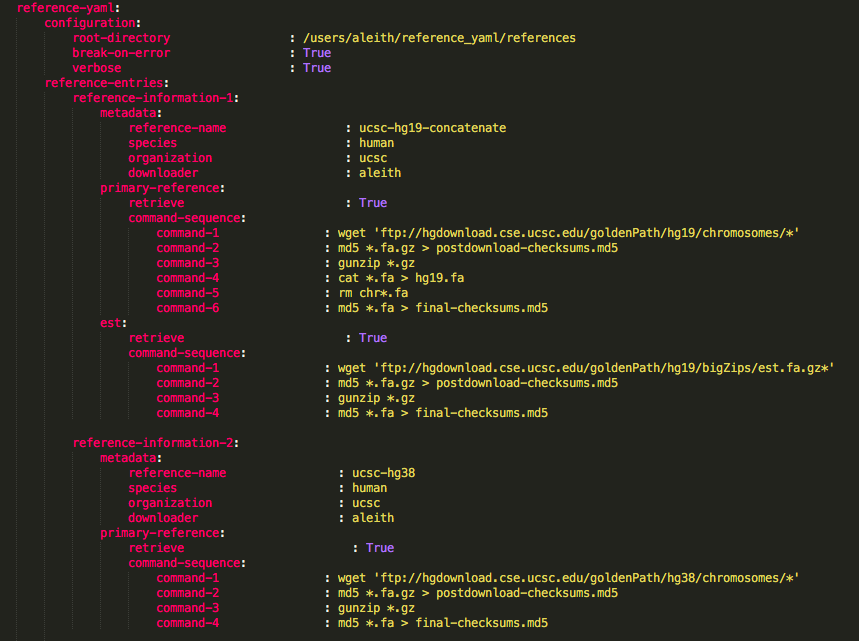 reference-yaml:
configuration:
root-directory : /users/aleith/reference_yaml/references
break-on-error : True
verbose : True
reference-entries:
reference-information-1:
metadata:
reference-name : ucsc-hg19-concatenate
species : human
organization : ucsc
downloader : aleith
primary-reference:
retrieve : True
command-sequence:
command-1 : wget 'ftp://hgdownload.cse.ucsc.edu/goldenPath/hg19/chromosomes/*'
command-2 : md5 *.fa.gz > postdownload-checksums.md5
command-3 : gunzip *.gz
command-4 : cat *.fa > hg19.fa
command-5 : rm chr*.fa
command-6 : md5 *.fa > final-checksums.md5
est:
retrieve : True
command-sequence:
command-1 : wget 'ftp://hgdownload.cse.ucsc.edu/goldenPath/hg19/bigZips/est.fa.gz*'
command-2 : md5 *.fa.gz > postdownload-checksums.md5
command-3 : gunzip *.gz
command-4 : md5 *.fa > final-checksums.md5
reference-information-2:
metadata:
reference-name : ucsc-hg38
species : human
organization : ucsc
downloader : aleith
primary-reference:
retrieve : True
command-sequence:
command-1 : wget 'ftp://hgdownload.cse.ucsc.edu/goldenPath/hg38/chromosomes/*'
command-2 : md5 *.fa.gz > postdownload-checksums.md5
command-3 : gunzip *.gz
command-4 : md5 *.fa > final-checksums.md5